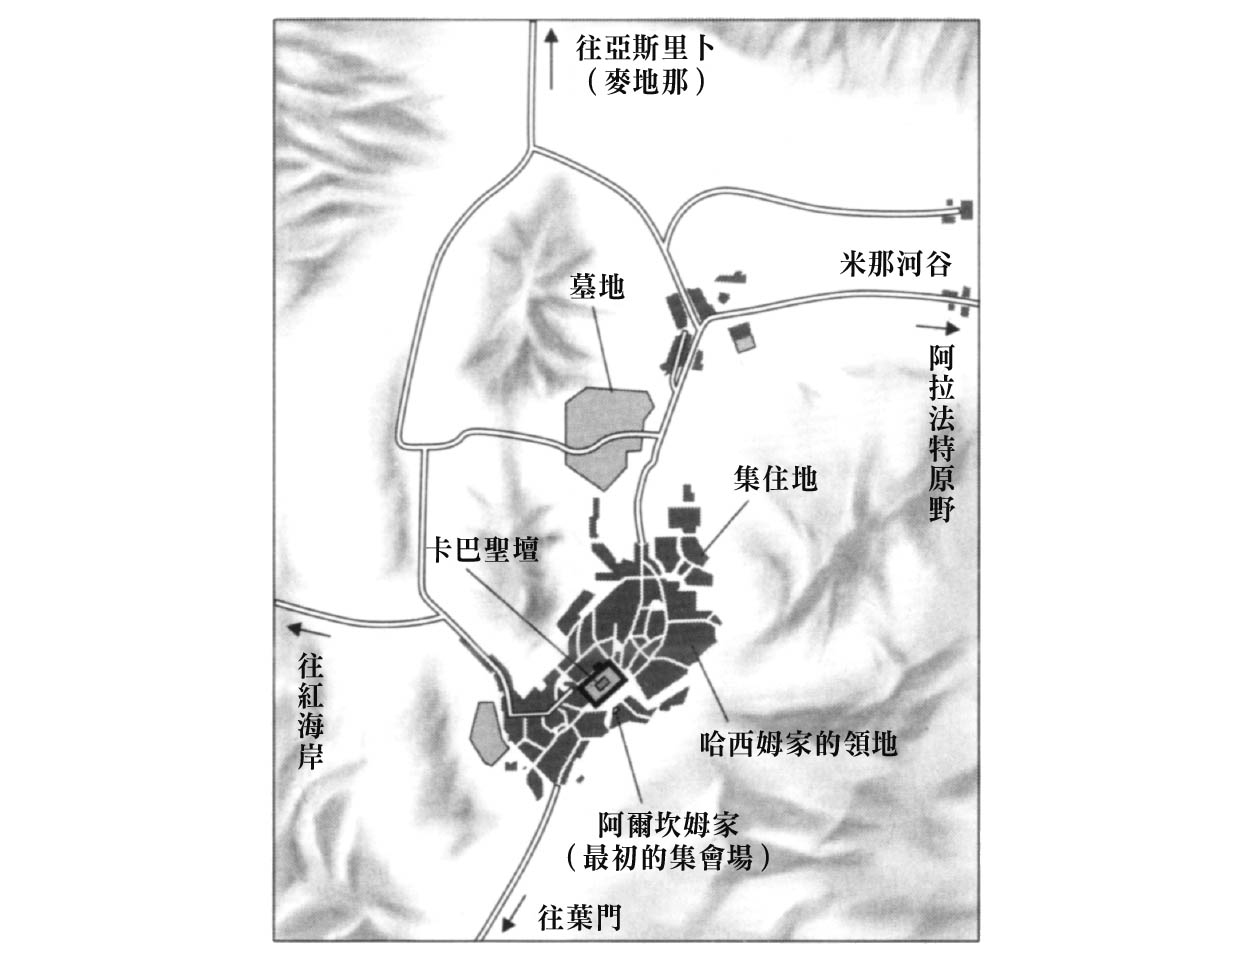 往亞斯里卜
（麥地那）
米那河谷
墓地
阿拉法特原野
集住地
卡巴聖壇
往紅海岸
哈西姆家的領地
阿爾坎姆家
（最初的集會場）
往葉門